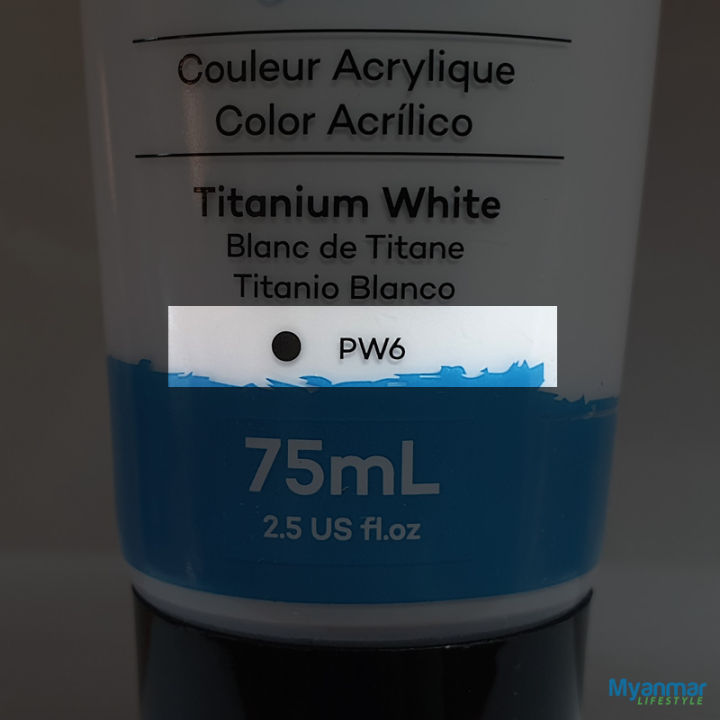 Couleur Acrylique
Color Acrílico
Titanium White
Blanc de Titane
Titanio Blanco
PW6
75mL
2.5 US fl.oz
Myanmar
LIFESTYLE